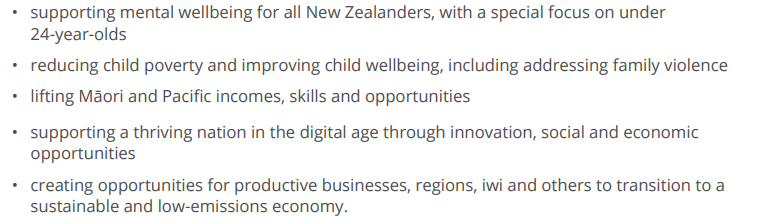 • supporting mental wellbeing for all New Zealanders, with a special focus on under
24-year-olds
• reducing child poverty and improving child wellbeing, including addressing family violence
• lifting Māori and Pacific incomes, skills and opportunities
• supporting a thriving nation in the digital age through innovation, social and economic
opportunities
• creating opportunities for productive businesses, regions, iwi and others to transition to a
sustainable and low-emissions economy.